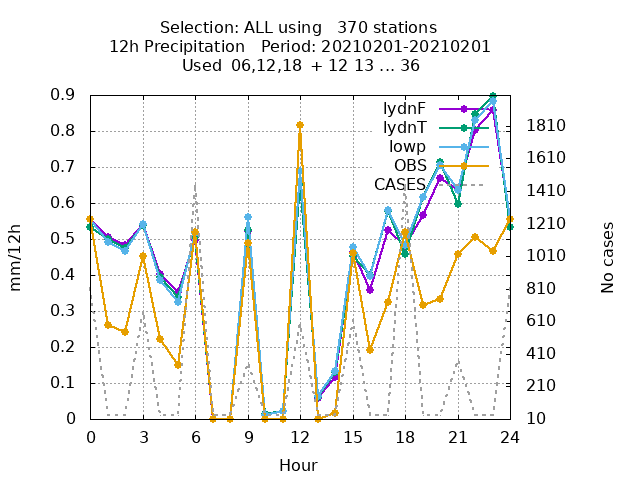 Selection: ALL using   370 stations
12h Precipitation   Period: 20210201-20210201
Used  06,12,18  + 12 13 ... 36
mm/12h
No cases
0.9
0.8
0.7
0.6
0.5
0.4
0.3
0.2
0.1
0
1810
1610
1410
1210
1010
810
610
410
210
10
lydnF
lydnT
lowp
OBS
CASES
0 3 6 9 12 15 18 21 24
Hour